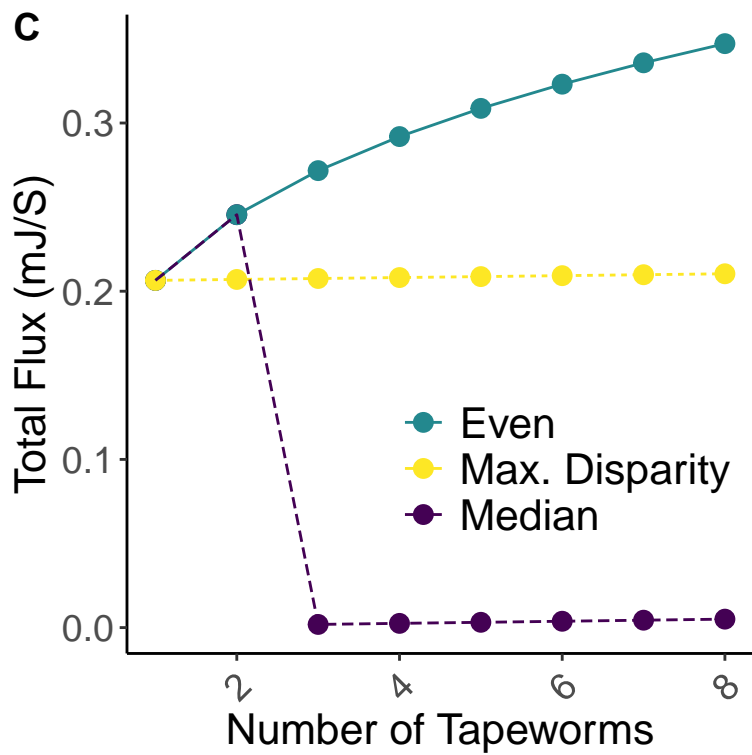 C
Total Flux (mJ/S)
0.3
0.2
0.1
0.0
Even
Max. Disparity
Median
2 4 6 8
Number of Tapeworms